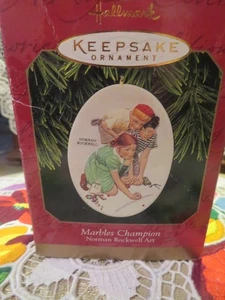 Hallmark
KEEPSAKE
ORNAMENT
NORMAN
ROCKWELL
Marbles Champion
Norman Rockwell Art